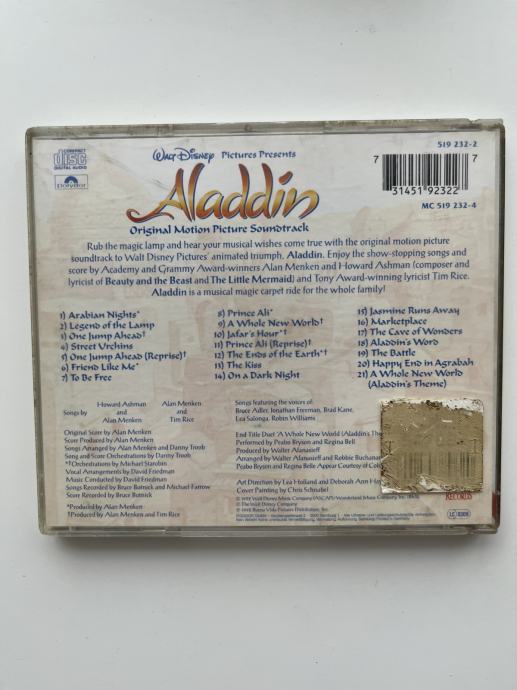 COMPACT
disc
DIGITAL AUDIO
Polydor
Walt Disney Pictures Presents
Aladdin
Original Motion Picture Soundtrack
519 232-2
7 31451 92322 7
MC 519 232-4
Rub the magic lamp and hear your musical wishes come true with the original motion picture
soundtrack to Walt Disney Pictures' animated triumph, Aladdin. Enjoy the show-stopping songs and
score by Academy and Grammy Award-winners Alan Menken and Howard Ashman (composer and
lyricist of Beauty and the Beast and The Little Mermaid) and Tony Award-winning lyricist Tim Rice.
Aladdin is a musical magic carpet ride for the whole family!
1) Arabian Nights*
2) Legend of the Lamp
3) One Jump Ahead†
4) Street Urchins
5) One Jump Ahead (Reprise)†
6) Friend Like Me*
7) To Be Free
8) Prince Ali*
9) A Whole New World†
10) Jafar's Hour*†
11) Prince Ali (Reprise)†
12) The Ends of the Earth*†
13) The Kiss
14) On a Dark Night
15) Jasmine Runs Away
16) Marketplace
17) The Cave of Wonders
18) Aladdin's Word
19) The Battle
20) Happy End in Agrabah
21) A Whole New World
(Aladdin's Theme)
Songs by
Howard Ashman
and
Alan Menken
Alan Menken
and
Tim Rice
Original Score by Alan Menken
Score Produced by Alan Menken
Songs Arranged by Alan Menken and Danny Troob
Song and Score Orchestrations by Danny Troob
*†Orchestrations by Michael Starobin
Vocal Arrangements by David Friedman
Music Conducted by David Friedman
Songs Recorded by Bruce Botnick and Michael Farrow
Score Recorded by Bruce Botnick
*Produced by Alan Menken
†Produced by Alan Menken and Tim Rice
Songs featuring the voices of:
Bruce Adler, Jonathan Freeman, Brad Kane,
Lea Salonga, Robin Williams
End Title Duet "A Whole New World (Aladdin's The
Performed by Peabo Bryson and Regina Bell
Produced by Walter Afanasieff
Arranged by Walter Afanasieff and Robbie Buchanan
Peabo Bryson and Regina Belle Appear Courtesy of Colu
Art Direction by Lea Holland and Deborah Ann Ha
Cover Painting by Chris Schnabel
The Walt Disney Company
RECORDS
LC 0309